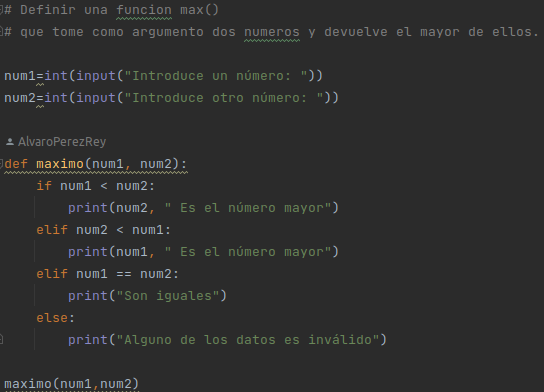 # Definir una funcion max()
# que tome como argumento dos numeros y devuelve el mayor de ellos.
num1=int(input("Introduce un número: "))
num2=int(input("Introduce otro número: "))
AlvaroPerezRey
def maximo(num1, num2):
    if num1 < num2:
        print(num2, " Es el número mayor")
    elif num2 < num1:
        print(num1, " Es el número mayor")
    elif num1 == num2:
        print("Son iguales")
    else:
        print("Alguno de los datos es inválido")
maximo(num1,num2)